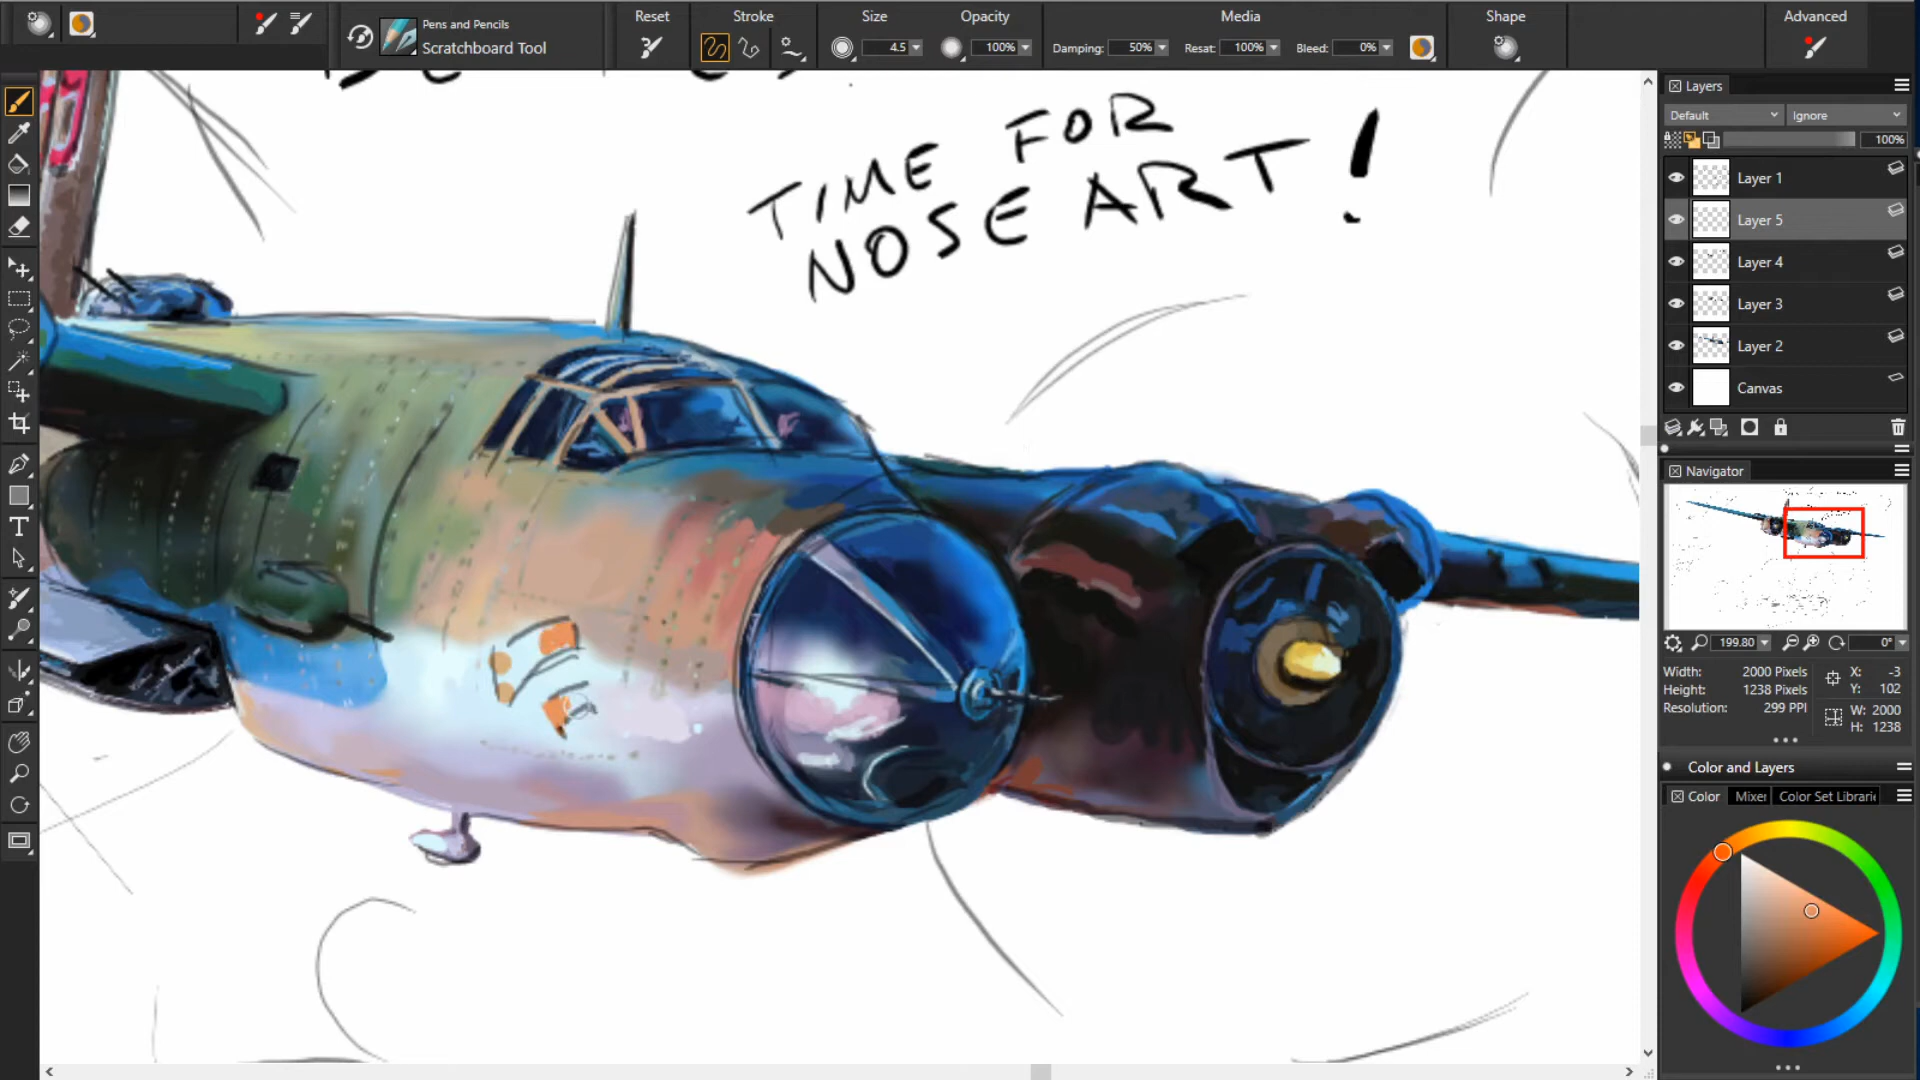 Reset
Stroke
Size
Opacity
Media
Shape
Advanced
Pens and Pencils
Scratchboard Tool
4.5
100%
Damping: 50%
Resat: 100%
Bleed: 0%
TIME FOR
NOSE ART!
Layers
Default
Ignore
100%
Layer 1
Layer 5
Layer 4
Layer 3
Layer 2
Canvas
Navigator
199.80
0°
Width: 2000 Pixels
Height: 1238 Pixels
Resolution: 299 PPI
X: -3
Y: 102
W: 2000
H: 1238
Color and Layers
Color
Mixer
Color Set Librari
T